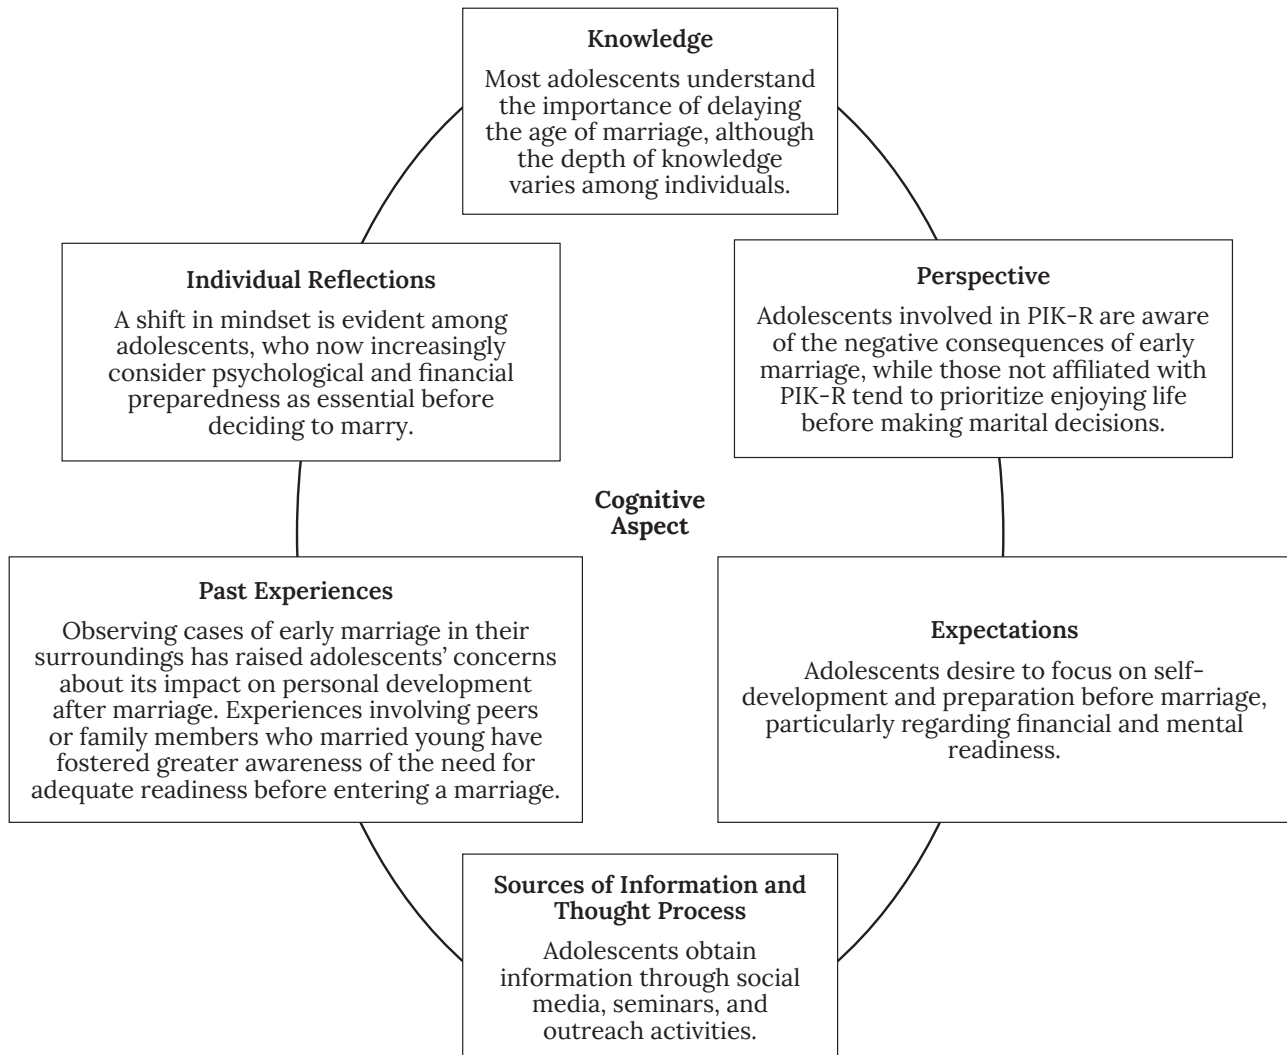 Knowledge
Most adolescents understand
the importance of delaying
the age of marriage, although
the depth of knowledge
varies among individuals.
Individual Reflections
A shift in mindset is evident among
adolescents, who now increasingly
consider psychological and financial
preparedness as essential before
deciding to marry.
Perspective
Adolescents involved in PIK-R are aware
of the negative consequences of early
marriage, while those not affiliated with
PIK-R tend to prioritize enjoying life
before making marital decisions.
Cognitive
Aspect
Past Experiences
Observing cases of early marriage in their
surroundings has raised adolescents’ concerns
about its impact on personal development
after marriage. Experiences involving peers
or family members who married young have
fostered greater awareness of the need for
adequate readiness before entering a marriage.
Expectations
Adolescents desire to focus on self-
development and preparation before marriage,
particularly regarding financial and mental
readiness.
Sources of Information and
Thought Process
Adolescents obtain
information through social
media, seminars, and
outreach activities.